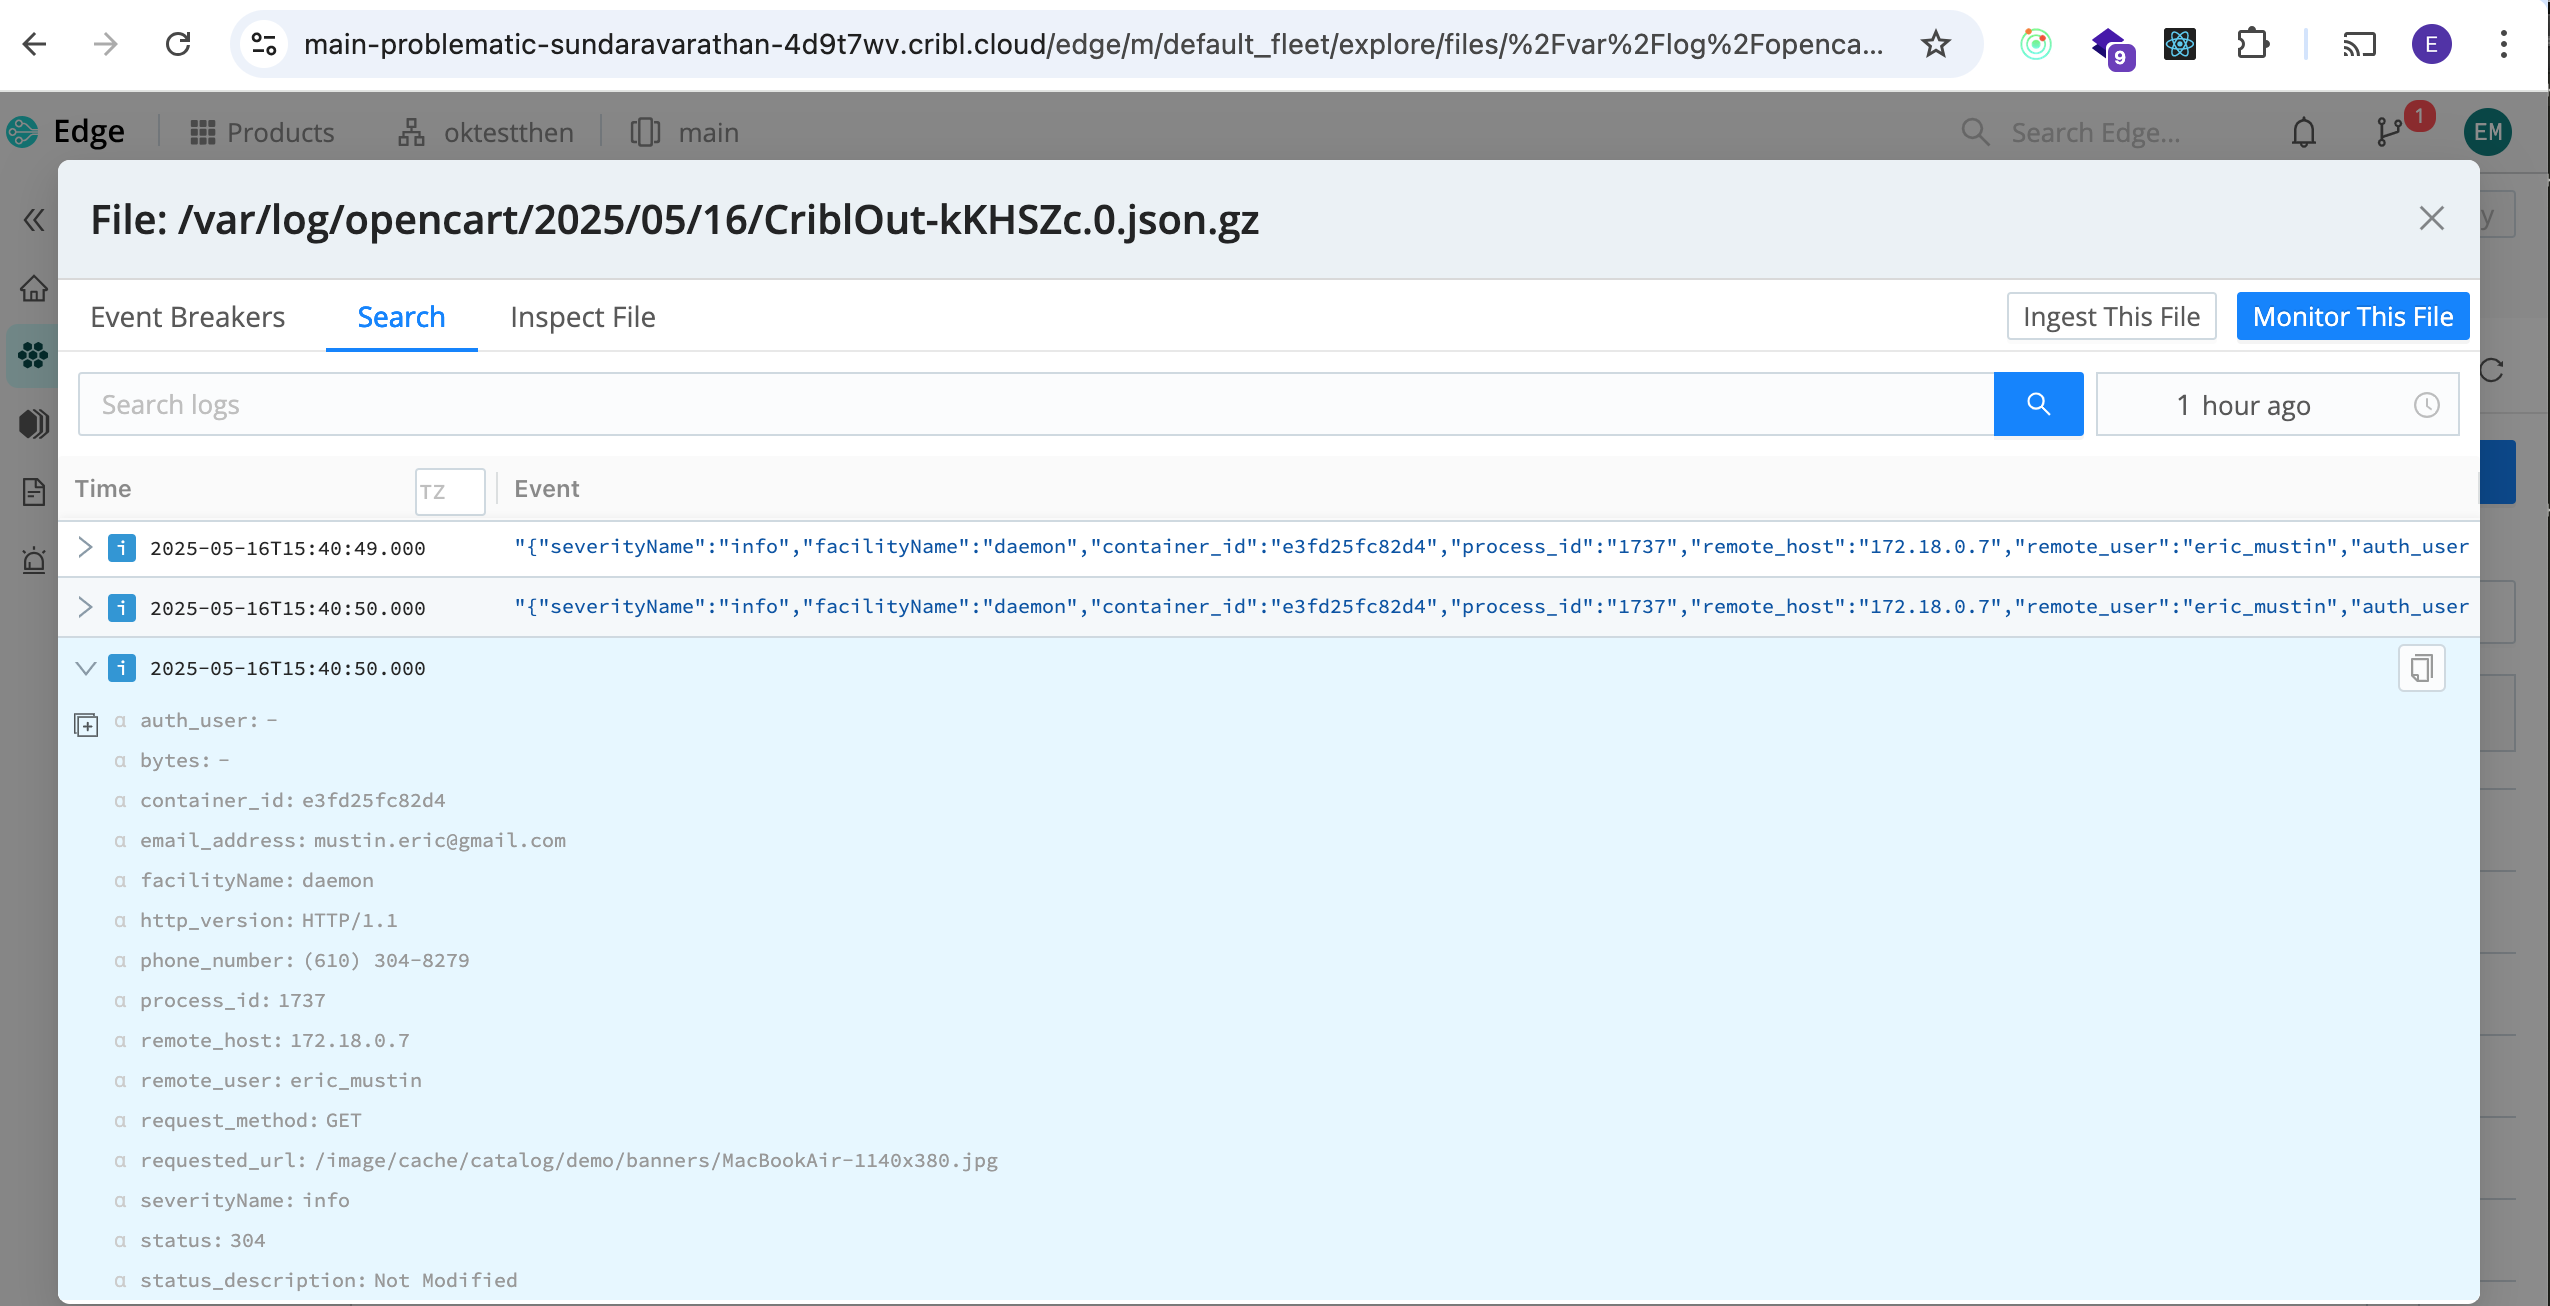 main-problematic-sundaravarathan-4d9t7wv.cribl.cloud/edge/m/default_fleet/explore/files/%2Fvar%2Flog%2Fopenca...
9
E
Edge
Products
oktestthen
main
Search Edge...
1
EM
File: /var/log/opencart/2025/05/16/CriblOut-kKHSZc.0.json.gz
y
Event Breakers
Search
Inspect File
Ingest This File
Monitor This File
Search logs
1 hour ago
Time
TZ
Event
i 2025-05-16T15:40:49.000 "{"severityName":"info","facilityName":"daemon","container_id":"e3fd25fc82d4","process_id":"1737","remote_host":"172.18.0.7","remote_user":"eric_mustin","auth_user
i 2025-05-16T15:40:50.000 "{"severityName":"info","facilityName":"daemon","container_id":"e3fd25fc82d4","process_id":"1737","remote_host":"172.18.0.7","remote_user":"eric_mustin","auth_user
i 2025-05-16T15:40:50.000
α auth_user: -
α bytes: -
α container_id: e3fd25fc82d4
α email_address: mustin.eric@gmail.com
α facilityName: daemon
α http_version: HTTP/1.1
α phone_number: (610) 304-8279
α process_id: 1737
α remote_host: 172.18.0.7
α remote_user: eric_mustin
α request_method: GET
α requested_url: /image/cache/catalog/demo/banners/MacBookAir-1140x380.jpg
α severityName: info
α status: 304
α status_description: Not Modified